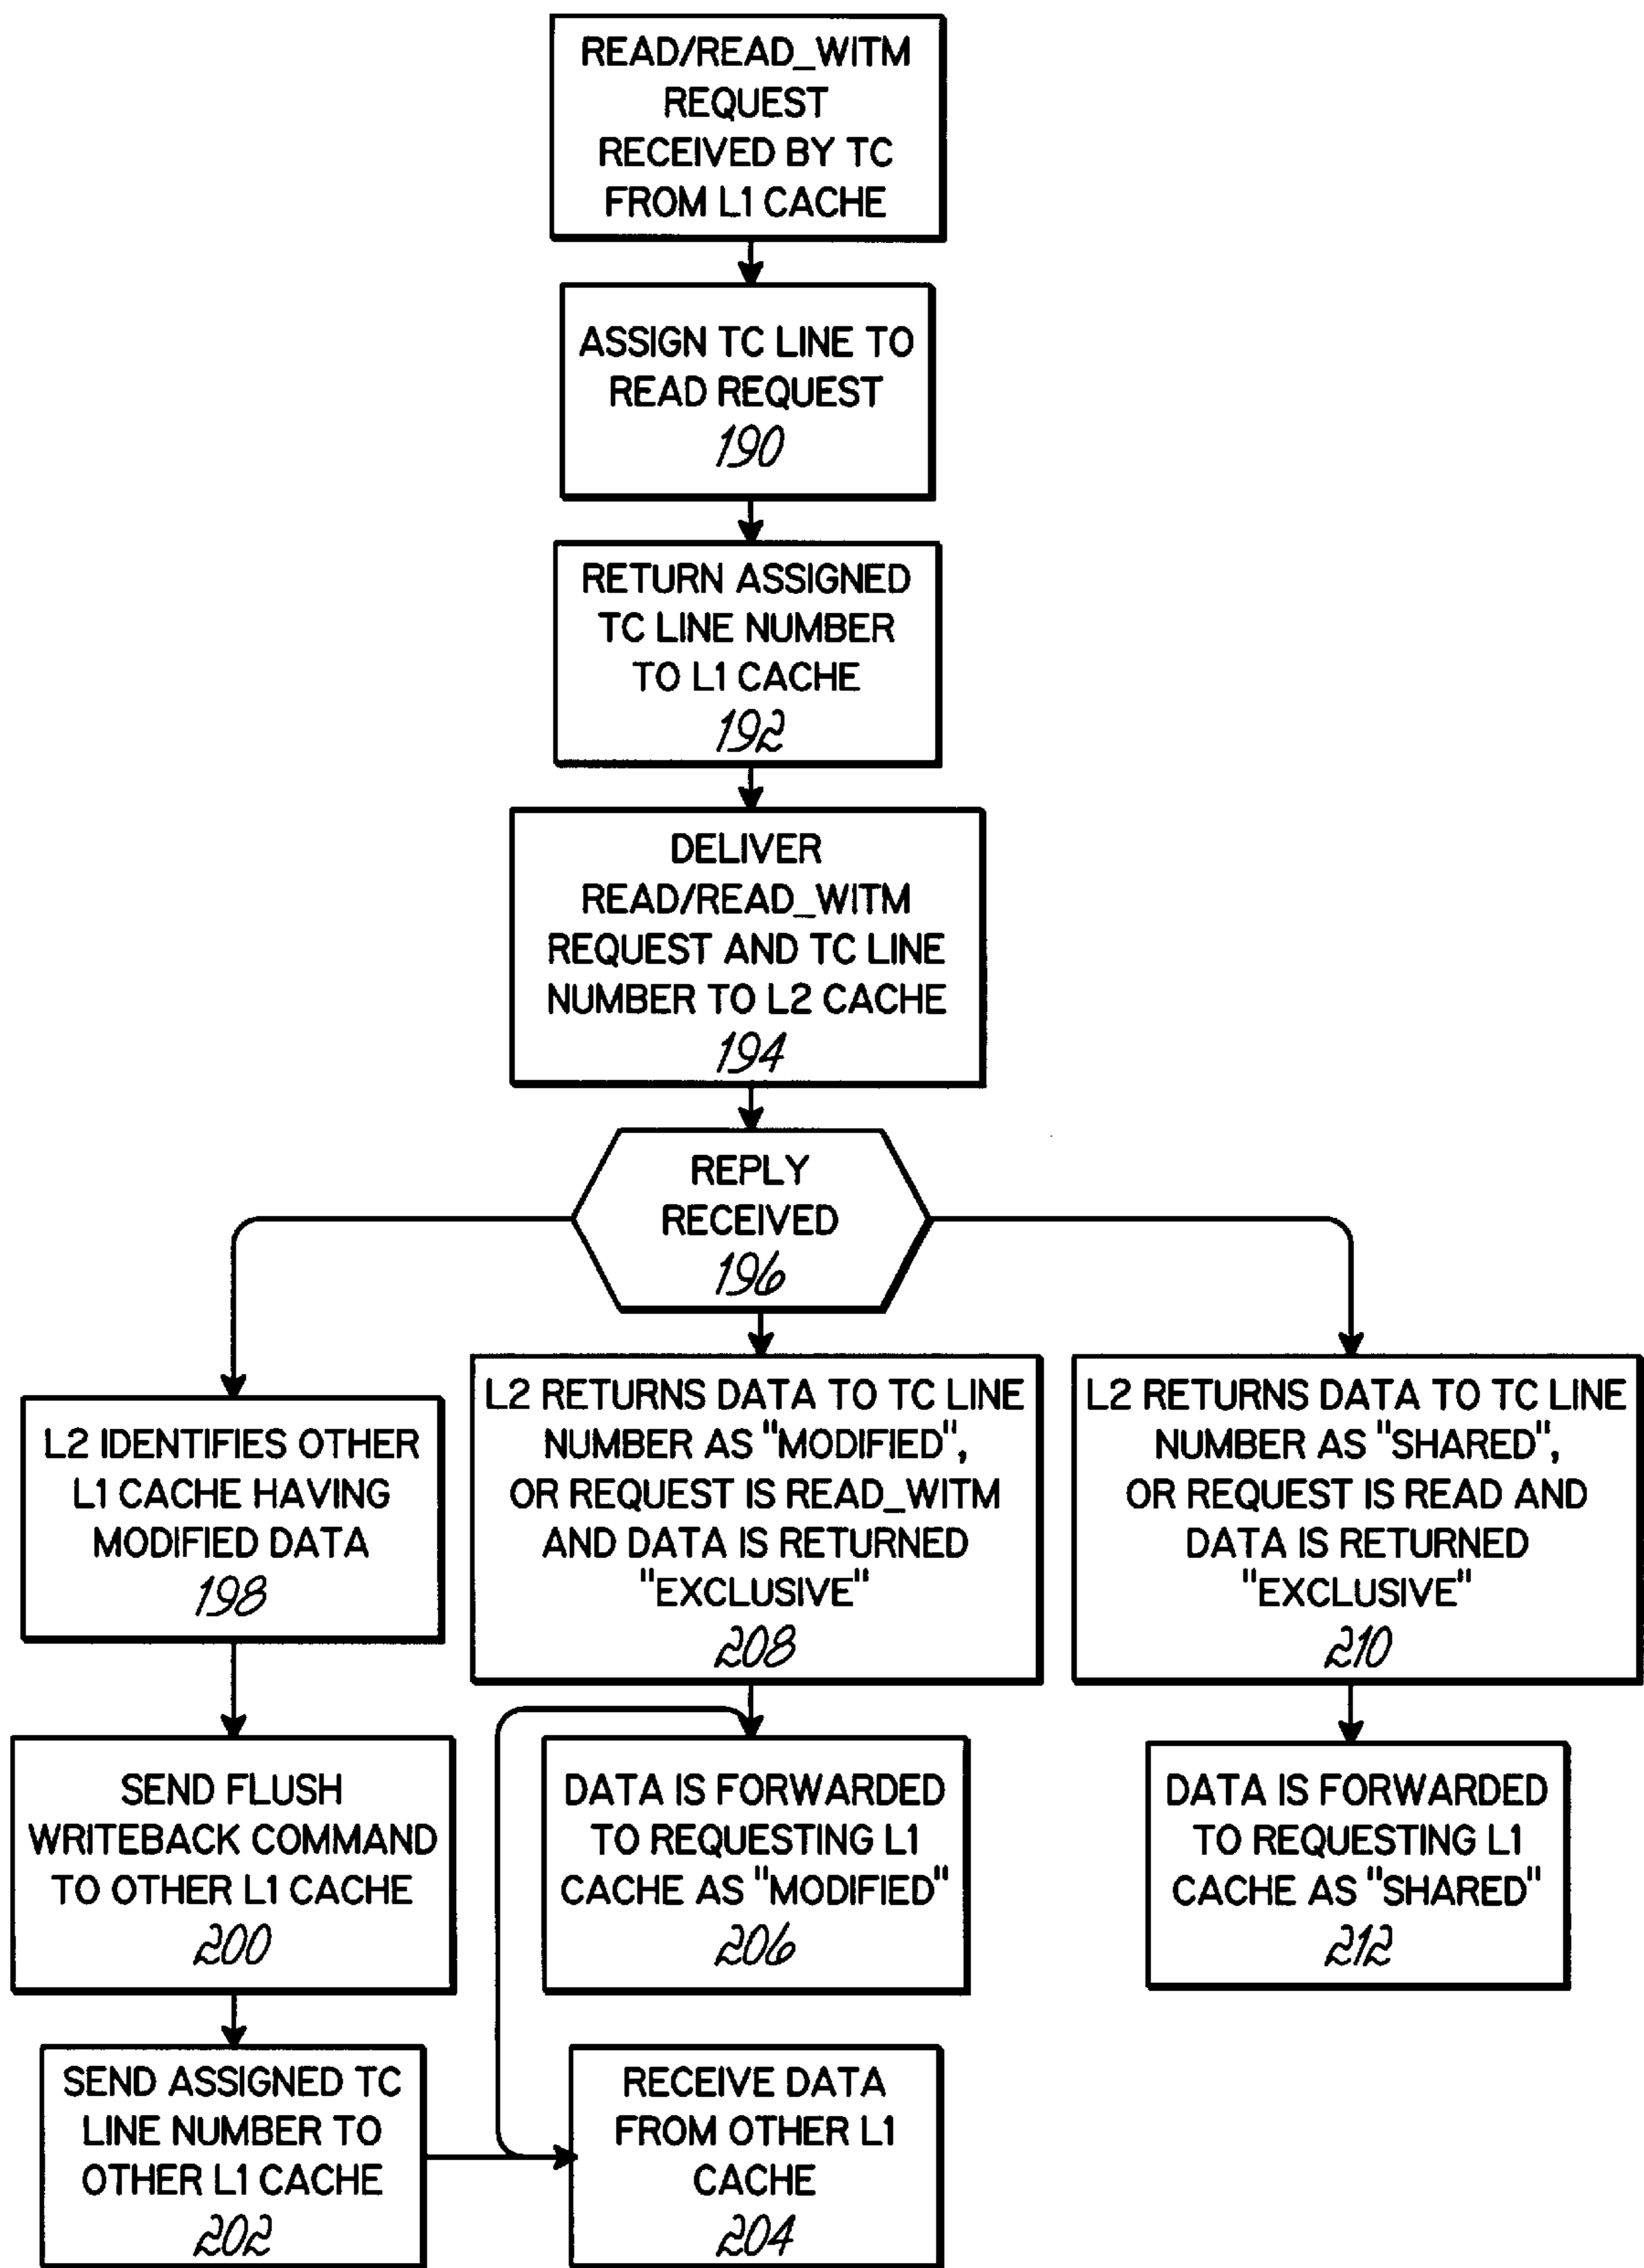 READ/READ_WITM
REQUEST
RECEIVED BY TC
FROM L1 CACHE
ASSIGN TC LINE TO
READ REQUEST
190
RETURN ASSIGNED
TC LINE NUMBER
TO L1 CACHE
192
DELIVER
READ/READ_WITM
REQUEST AND TC LINE
NUMBER TO L2 CACHE
194
REPLY
RECEIVED
196
L2 IDENTIFIES OTHER
L1 CACHE HAVING
MODIFIED DATA
198
L2 RETURNS DATA TO TC LINE
NUMBER AS "MODIFIED",
OR REQUEST IS READ_WITM
AND DATA IS RETURNED
"EXCLUSIVE"
208
L2 RETURNS DATA TO TC LINE
NUMBER AS "SHARED",
OR REQUEST IS READ AND
DATA IS RETURNED
"EXCLUSIVE"
210
SEND FLUSH
WRITEBACK COMMAND
TO OTHER L1 CACHE
200
DATA IS FORWARDED
TO REQUESTING L1
CACHE AS "MODIFIED"
206
DATA IS FORWARDED
TO REQUESTING L1
CACHE AS "SHARED"
212
SEND ASSIGNED TC
LINE NUMBER TO
OTHER L1 CACHE
202
RECEIVE DATA
FROM OTHER L1
CACHE
204